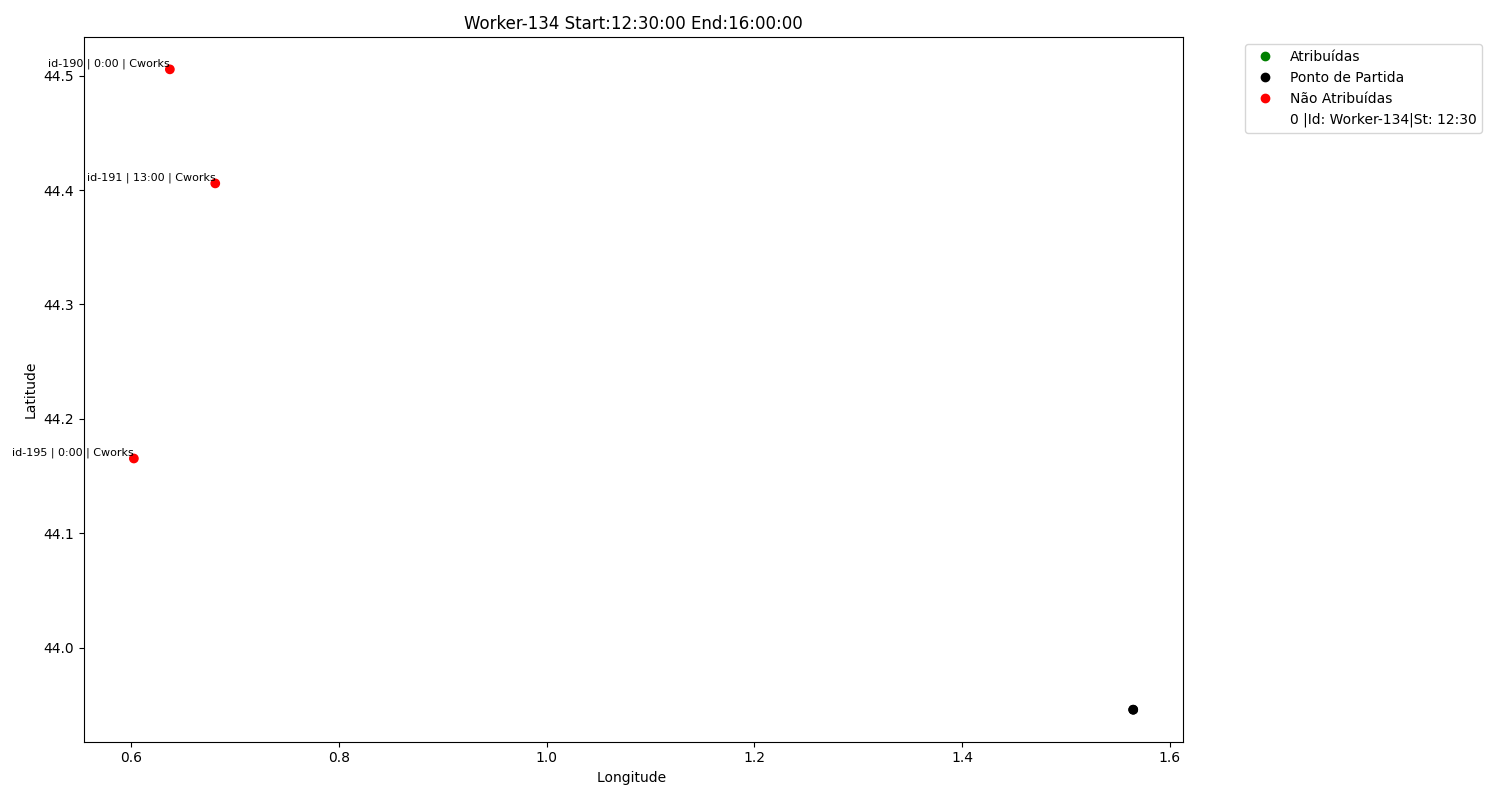 Worker-134 Start:12:30:00 End:16:00:00
id-190 | 0:00 | Cworks
id-191 | 13:00 | Cworks
id-195 | 0:00 | Cworks
44.5
44.4
44.3
44.2
44.1
44.0
Latitude
0.6
0.8
1.0
1.2
1.4
1.6
Longitude
Atribuídas
Ponto de Partida
Não Atribuídas
0 |Id: Worker-134|St: 12:30